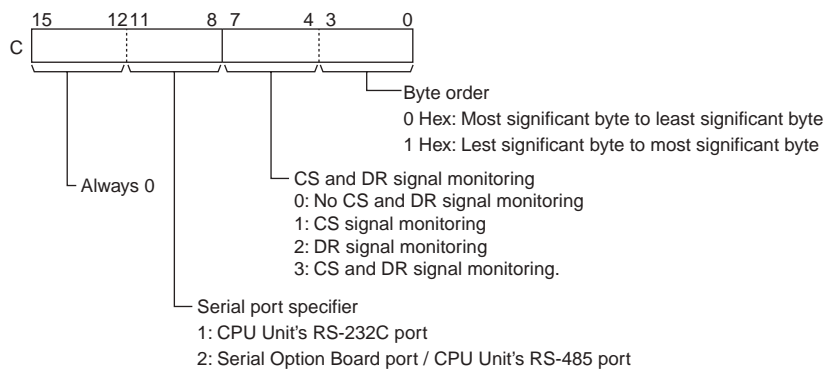 15 12 11 8 7 4 3 0
C
Byte order
0 Hex: Most significant byte to least significant byte
1 Hex: Lest significant byte to most significant byte
Always 0
CS and DR signal monitoring
0: No CS and DR signal monitoring
1: CS signal monitoring
2: DR signal monitoring
3: CS and DR signal monitoring.
Serial port specifier
1: CPU Unit's RS-232C port
2: Serial Option Board port / CPU Unit's RS-485 port